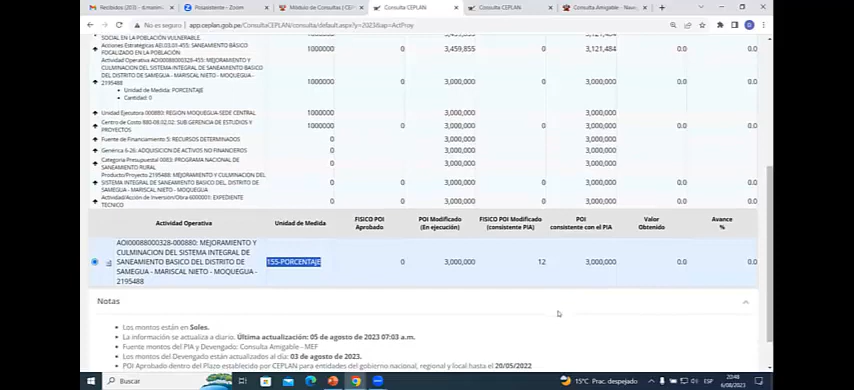 Recibidos (203) - d.marin
Polyasistente - Zoom
Módulo de Consultas | CEP
Consulta CEPLAN
Consulta CEPLAN
Consulta Amigable - Nav
No es seguro | app.ceplan.gob.pe/ConsultaCEPLAN/consulta/default.aspx?y=2023&ap=ActProy
SOCIAL EN LA POBLACIÓN VULNERABLE.
Acciones Estratégicas AEI.03.01-455: SANEAMIENTO BÁSICO FOCALIZADO EN LA POBLACIÓN 1000000 0 3,459,855 0 3,121,484 0.0 0.0
Actividad Operativa AOI00088000328-455: MEJORAMIENTO Y
CULMINACION DEL SISTEMA INTEGRAL DE SANEAMIENTO BASICO
DEL DISTRITO DE SAMEGUA - MARISCAL NIETO - MOQUEGUA -
2195488 1000000 0 3,000,000 0 3,000,000 0.0 0.0
• Unidad de Medida: PORCENTAJE
• Cantidad: 0
Unidad Ejecutora 000880: REGION MOQUEGUA-SEDE CENTRAL 1000000 3,000,000 3,000,000
Centro de Costo 880-08.02.02: SUB GERENCIA DE ESTUDIOS Y
PROYECTOS 1000000 0 3,000,000 0 3,000,000 0.0 0.0
Fuente de Financiamiento 5: RECURSOS DETERMINADOS 0 3,000,000 3,000,000
Genérica 6-26: ADQUISICION DE ACTIVOS NO FINANCIEROS 0 3,000,000 3,000,000
Categoria Presupuestal 0083: PROGRAMA NACIONAL DE
SANEAMIENTO RURAL 0 3,000,000 3,000,000
Producto/Proyecto 2195488: MEJORAMIENTO Y CULMINACION DEL
SISTEMA INTEGRAL DE SANEAMIENTO BASICO DEL DISTRITO DE
SAMEGUA - MARISCAL NIETO - MOQUEGUA 0 0 3,000,000 0 3,000,000 0.0 0.0
Actividad/Acción de Inversión/Obra 6000001: EXPEDIENTE
TECNICO 0 0 3,000,000 0 3,000,000 0.0 0.0
Actividad Operativa Unidad de Medida FISICO POI Aprobado POI Modificado (En ejecución) FISICO POI Modificado (consistente PIA) POI consistente con el PIA Valor Obtenido Avance %
AOI00088000328-000880: MEJORAMIENTO Y
CULMINACION DEL SISTEMA INTEGRAL DE
SANEAMIENTO BASICO DEL DISTRITO DE
SAMEGUA - MARISCAL NIETO - MOQUEGUA -
2195488
155-PORCENTAJE 0 3,000,000 12 3,000,000 0.0 0.0
Notas
• Los montos están en Soles.
• La información se actualiza a diario. Última actualización: 05 de agosto de 2023 07:03 a.m.
• Fuente montos del PIA y Devengado: Consulta Amigable - MEF
• Los montos del Devengado están actualizados al día: 03 de agosto de 2023.
• POI Aprobado dentro del Plazo establecido por CEPLAN para entidades del gobierno nacional, regional y local hasta el 20/05/2022
Buscar
15°C Prac. despejado
ESP
20:48
6/08/2023